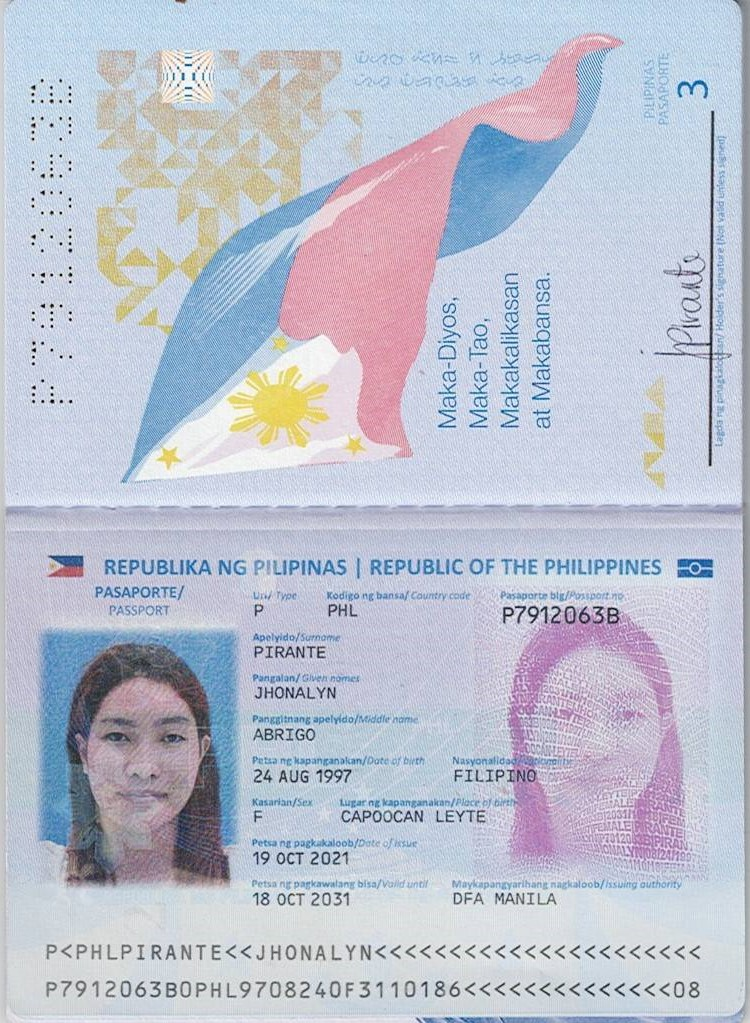 P7912063B
PILIPINAS
PASAPORTE
3
Maka-Diyos,
Maka-Tao,
Makakalikasan
at Makabansa.
JPirante
Lagda ng pinagkalooban/ Holder's signature (Not valid unless signed)
REPUBLIKA NG PILIPINAS | REPUBLIC OF THE PHILIPPINES
PASAPORTE/
PASSPORT
Uri/ Type Kodigo ng bansa/ Country code Pasaporte blg/Passport no.
P PHL P7912063B
Apelyido/Surname
PIRANTE
Pangalan/ Given names
JHONALYN
Panggitnang apelyido/Middle name
ABRIGO
Petsa ng kapanganakan/Date of birth Nasyonalidad/Nationality
24 AUG 1997 FILIPINO
Kasarian/Sex Lugar ng kapanganakan/Place of birth
F CAPOOCAN LEYTE
Petsa ng pagkakaloob/Date of issue
19 OCT 2021
Petsa ng pagkawalang bisa/Valid until Maykapangyarihang nagkaloob/Issuing authority
18 OCT 2031 DFA MANILA
P<PHLPIRANTE<<JHONALYN<<<<<<<<<<<<<<<<<<<<<<
P7912063B0PHL9708240F3110186<<<<<<<<<<<<<<08